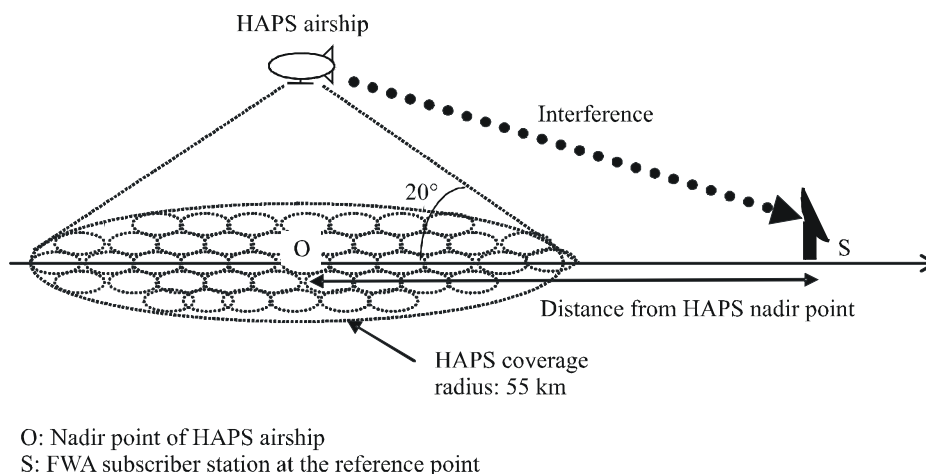 HAPS airship
Interference
20°
O
S
Distance from HAPS nadir point
HAPS coverage
radius: 55 km
O: Nadir point of HAPS airship
S: FWA subscriber station at the reference point